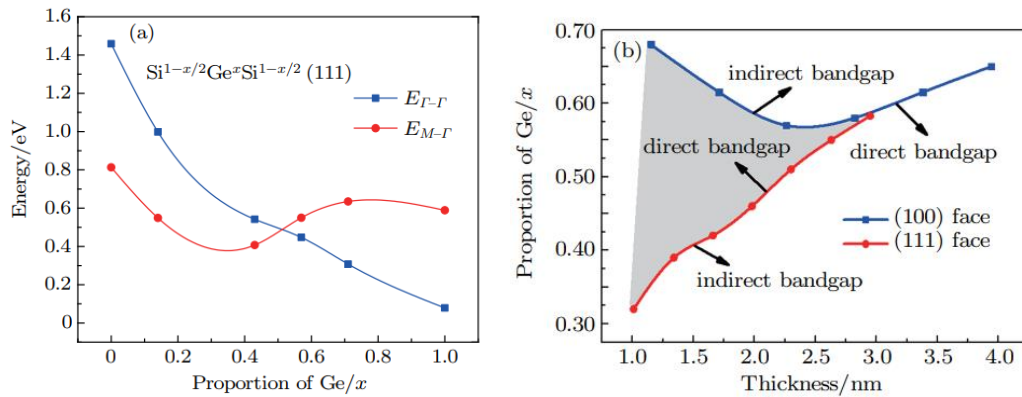 (a)
Si1−x/2GexSi1−x/2 (111)
EΓ–Γ
EM–Γ
Energy/eV
1.6
1.4
1.2
1.0
0.8
0.6
0.4
0.2
0
0 0.2 0.4 0.6 0.8 1.0
Proportion of Ge/x
(b)
indirect bandgap
direct bandgap
direct bandgap
(100) face
(111) face
indirect bandgap
Proportion of Ge/x
0.70
0.60
0.50
0.40
0.30
1.0 1.5 2.0 2.5 3.0 3.5 4.0
Thickness/nm